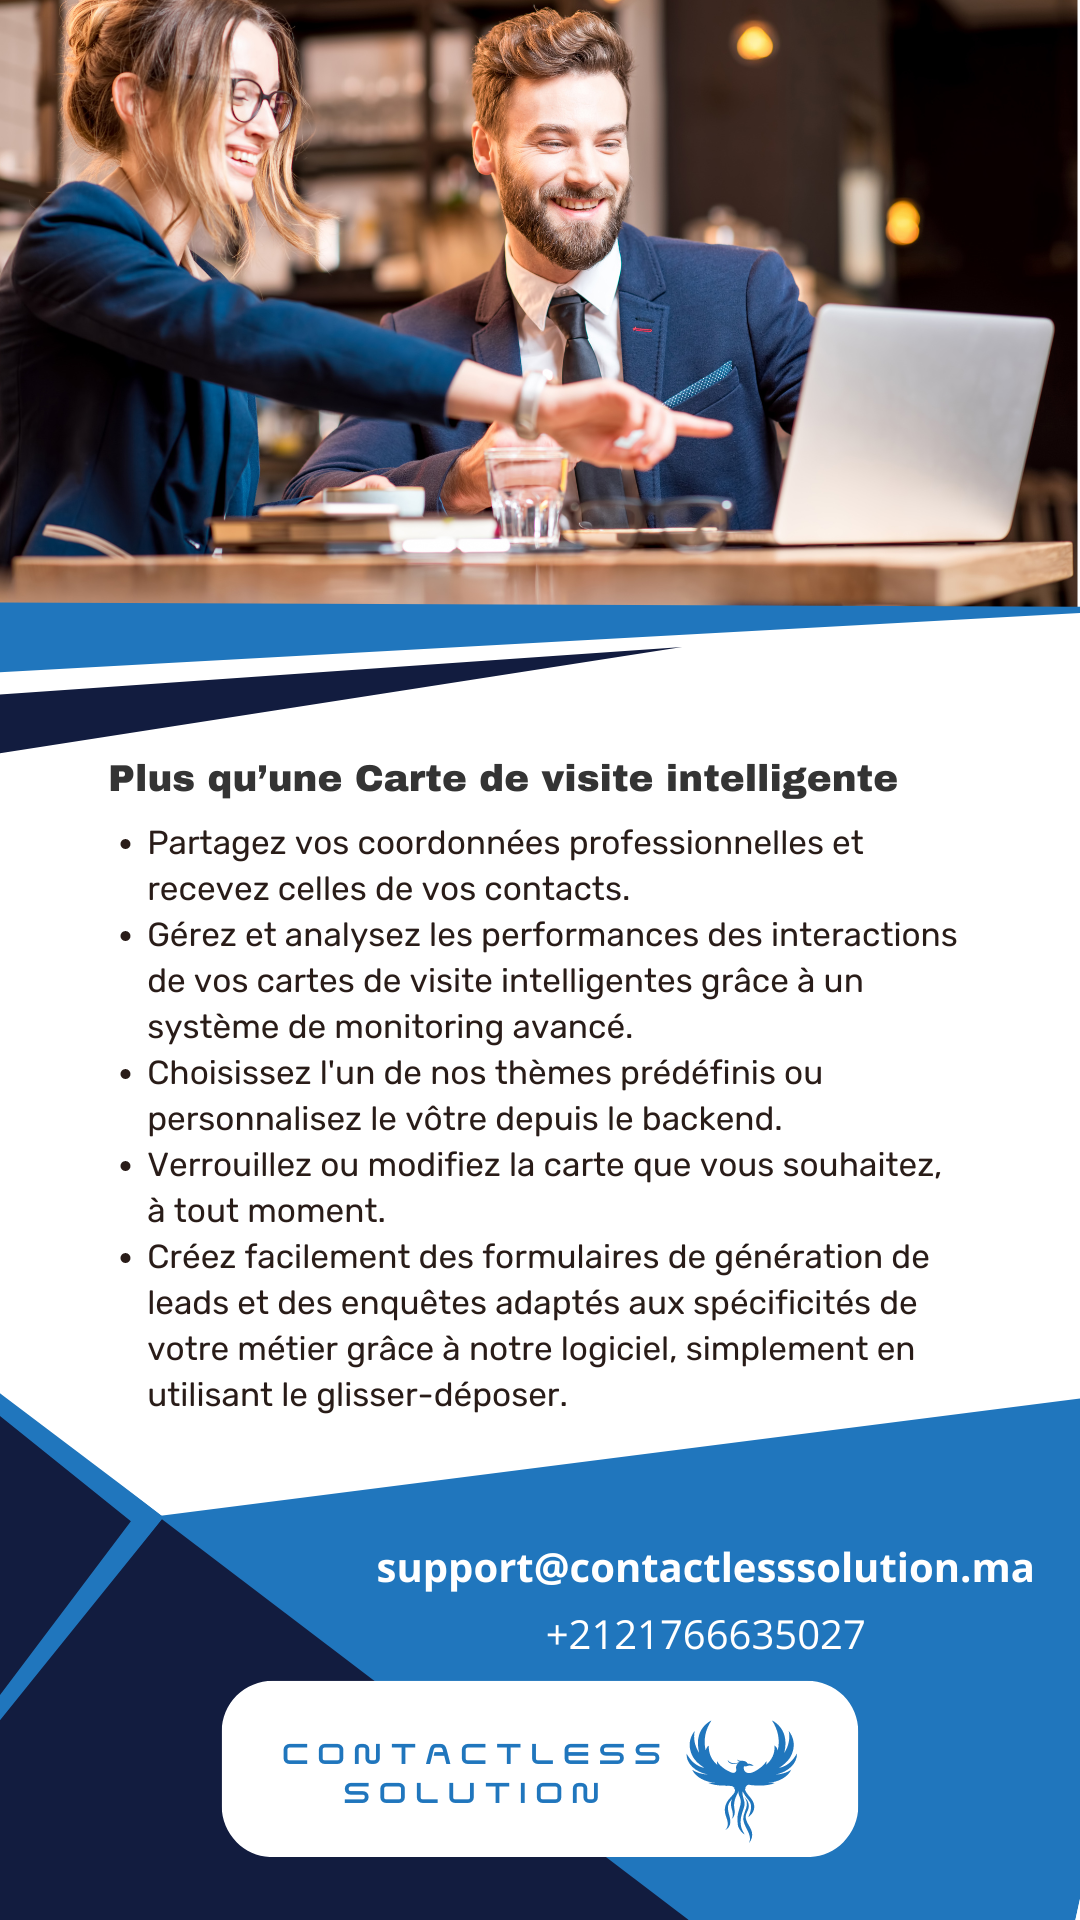 Plus qu’une Carte de visite intelligente
• Partagez vos coordonnées professionnelles et
recevez celles de vos contacts.
• Gérez et analysez les performances des interactions
de vos cartes de visite intelligentes grâce à un
système de monitoring avancé.
• Choisissez l'un de nos thèmes prédéfinis ou
personnalisez le vôtre depuis le backend.
• Verrouillez ou modifiez la carte que vous souhaitez,
à tout moment.
• Créez facilement des formulaires de génération de
leads et des enquêtes adaptés aux spécificités de
votre métier grâce à notre logiciel, simplement en
utilisant le glisser-déposer.
support@contactlesssolution.ma
+2121766635027
CONTACTLESS
SOLUTION